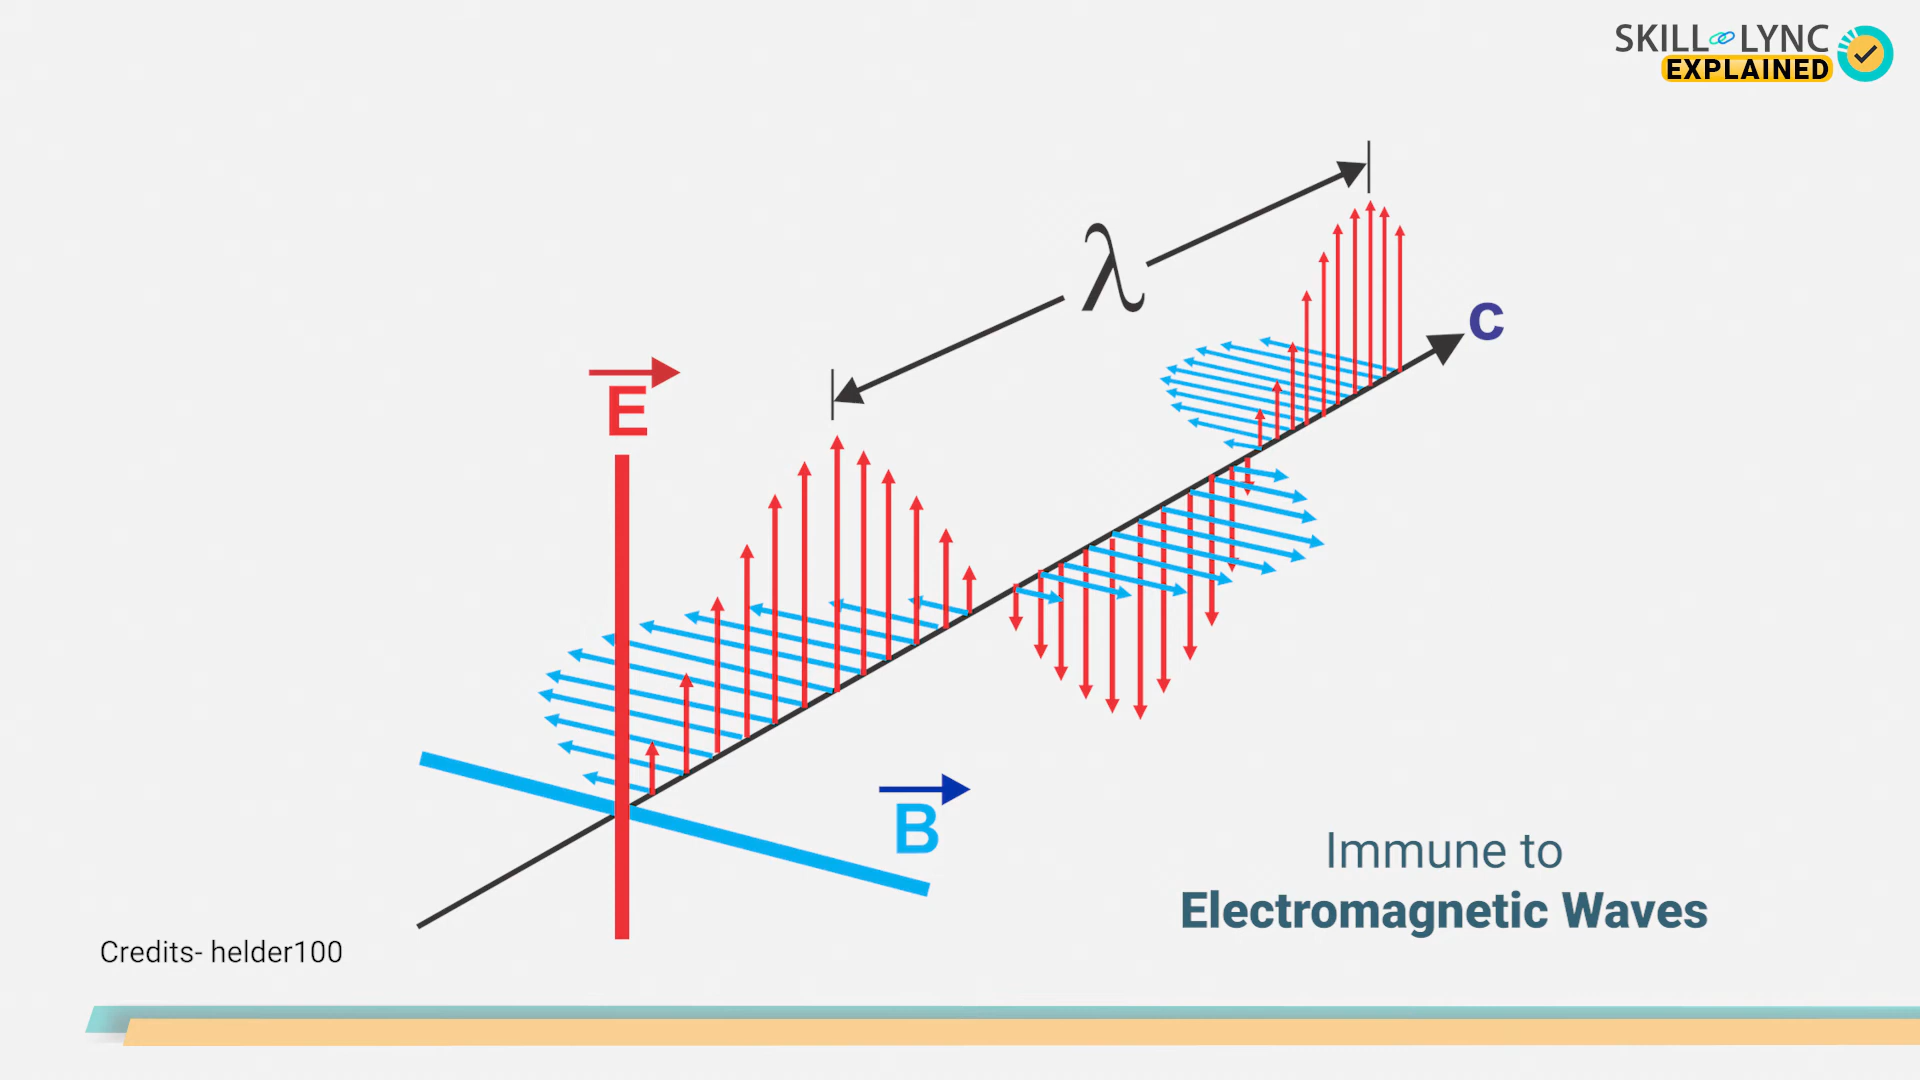 SKILL LYNC
EXPLAINED
λ
c
E
B
Immune to
Electromagnetic Waves
Credits- helder100